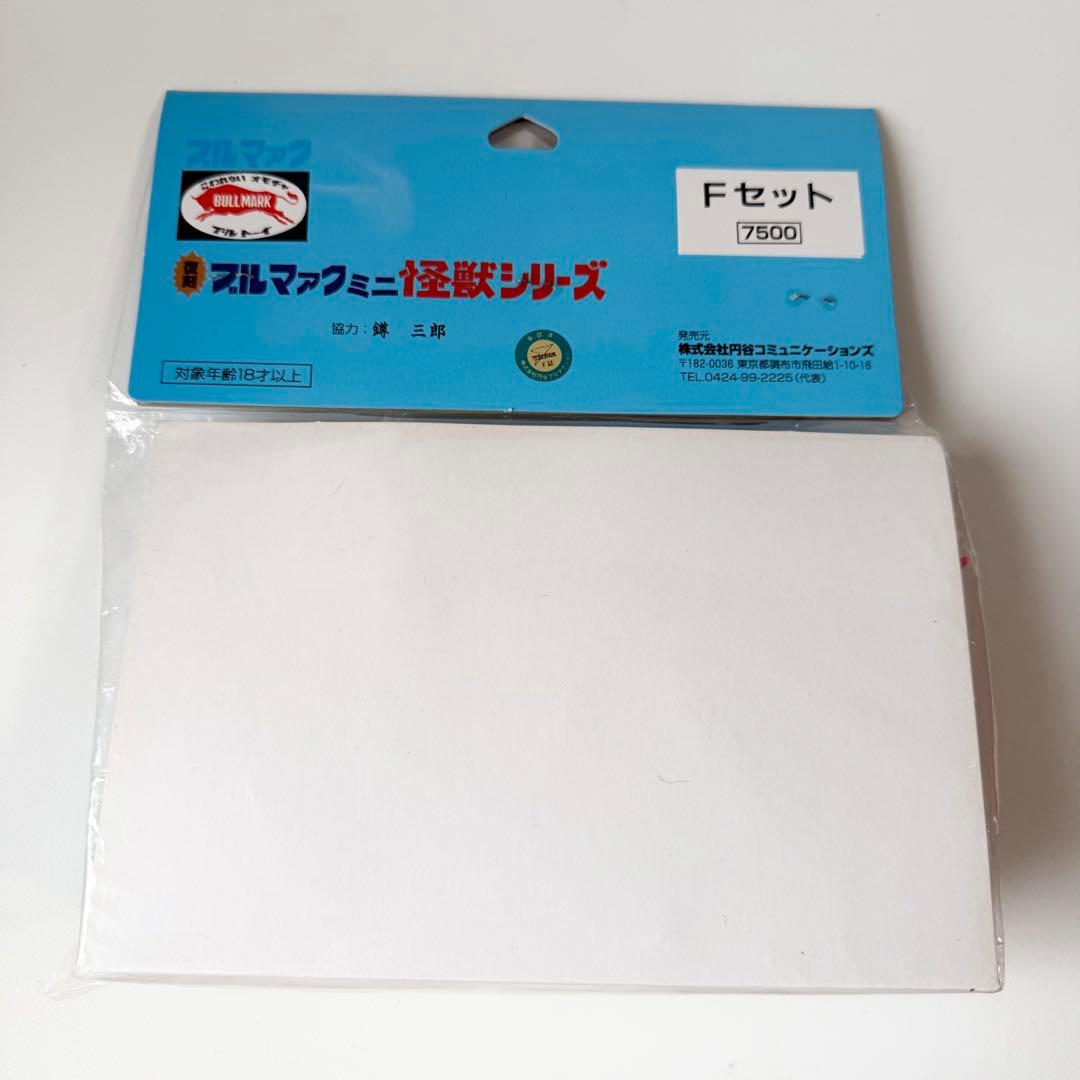 ブルマァク
こわれない オモチャ
BULLMARK
ブル トーイ
Fセット
7500
復刻 ブルマァクミニ怪獣シリーズ
協力：鐏 三郎
対象年齢18才以上
発売元
株式会社円谷コミュニケーションズ
〒182-0036 東京都調布市飛田給1-10-16
TEL.0424-99-2225（代表）